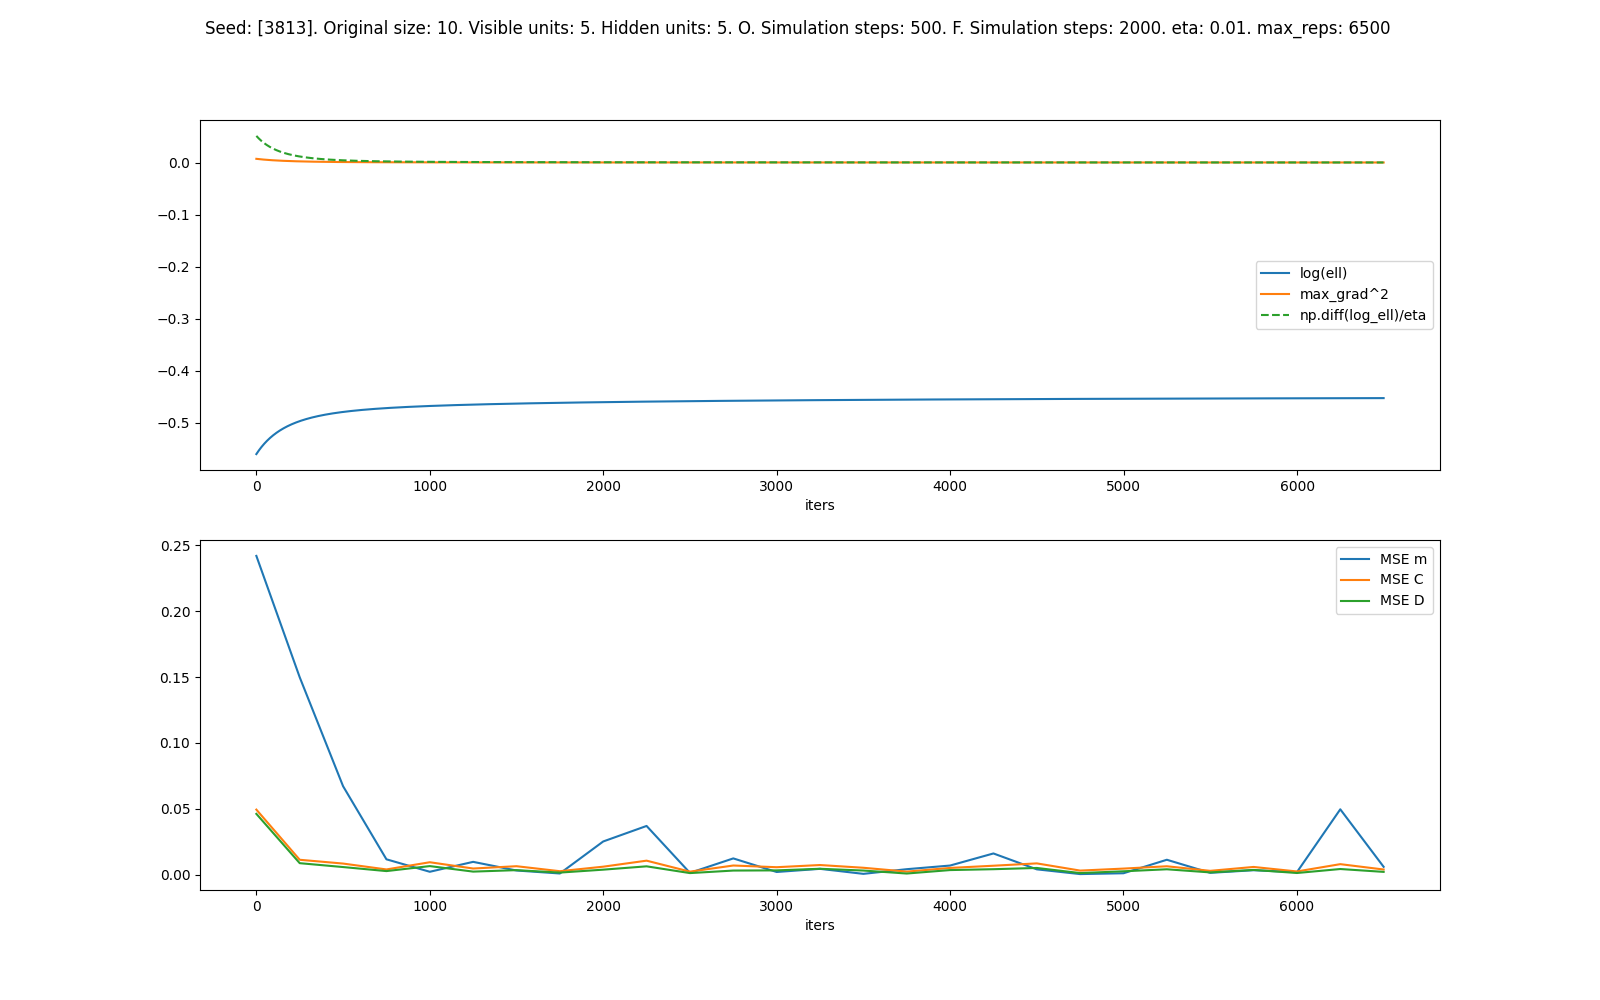 Seed: [3813]. Original size: 10. Visible units: 5. Hidden units: 5. O. Simulation steps: 500. F. Simulation steps: 2000. eta: 0.01. max_reps: 6500
0.0
−0.1
−0.2
−0.3
−0.4
−0.5
log(ell)
max_grad^2
np.diff(log_ell)/eta
0 1000 2000 3000 4000 5000 6000
iters
0.25
0.20
0.15
0.10
0.05
0.00
MSE m
MSE C
MSE D
0 1000 2000 3000 4000 5000 6000
iters